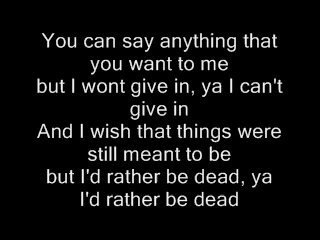 You can say anything that
you want to me
but I wont give in, ya I can't
give in
And I wish that things were
still meant to be
but I'd rather be dead, ya
I'd rather be dead